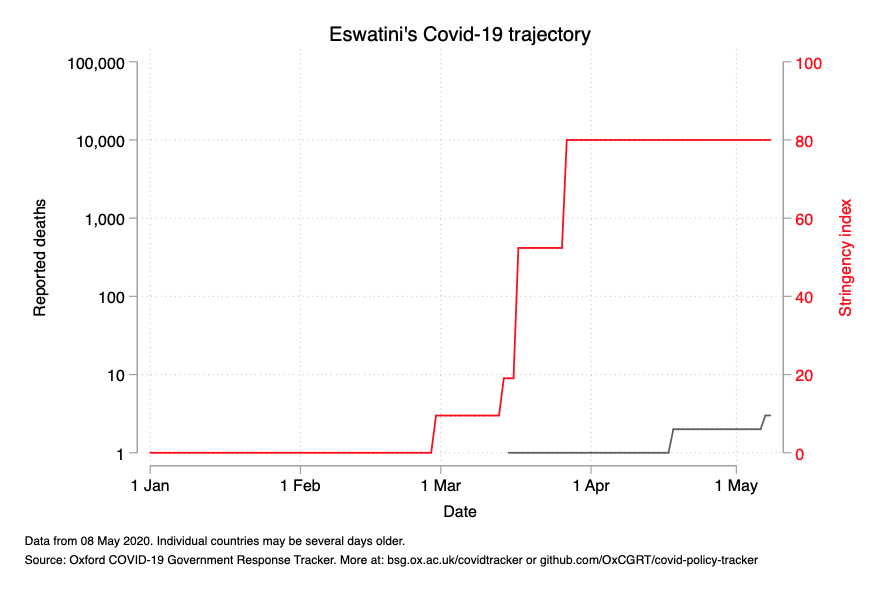 Eswatini's Covid-19 trajectory
100,000
10,000
1,000
100
10
1
Reported deaths
100
80
60
40
20
0
Stringency index
1 Jan
1 Feb
1 Mar
1 Apr
1 May
Date
Data from 08 May 2020. Individual countries may be several days older.
Source: Oxford COVID-19 Government Response Tracker. More at: bsg.ox.ac.uk/covidtracker or github.com/OxCGRT/covid-policy-tracker